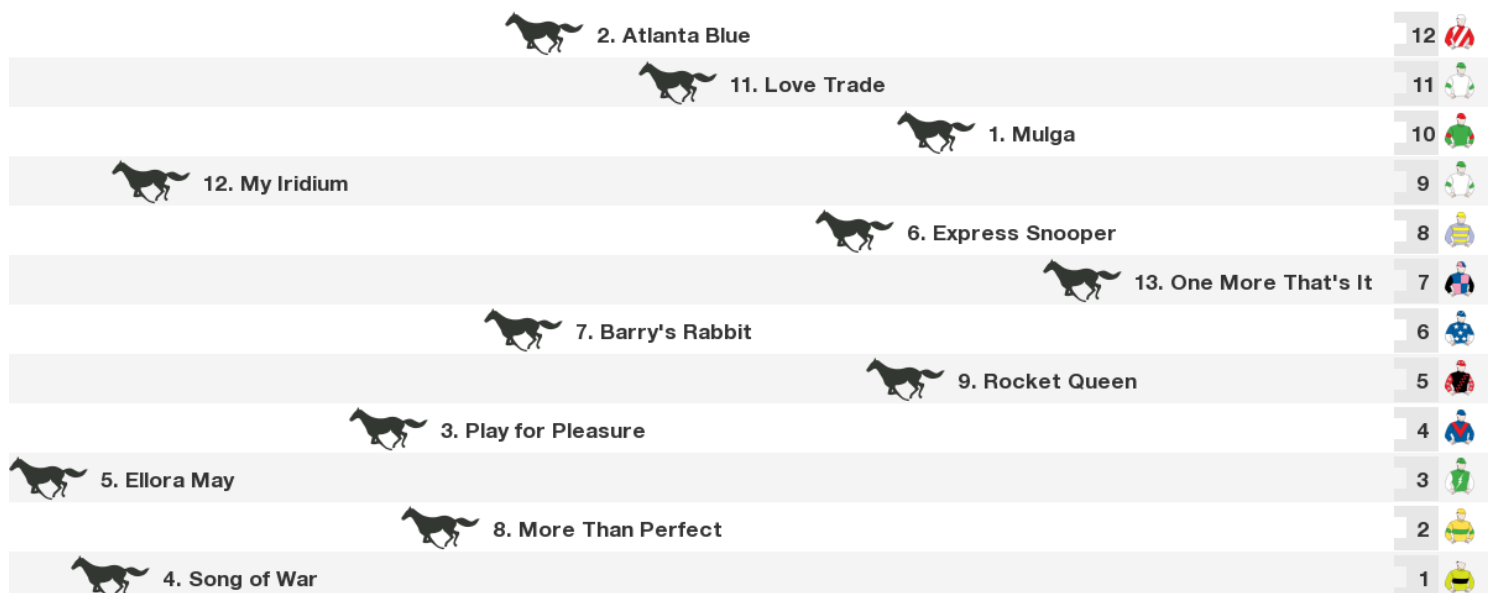 2. Atlanta Blue 12
11. Love Trade 11
1. Mulga 10
12. My Iridium 9
6. Express Snooper 8
13. One More That's It 7
7. Barry's Rabbit 6
9. Rocket Queen 5
3. Play for Pleasure 4
5. Ellora May 3
8. More Than Perfect 2
4. Song of War 1